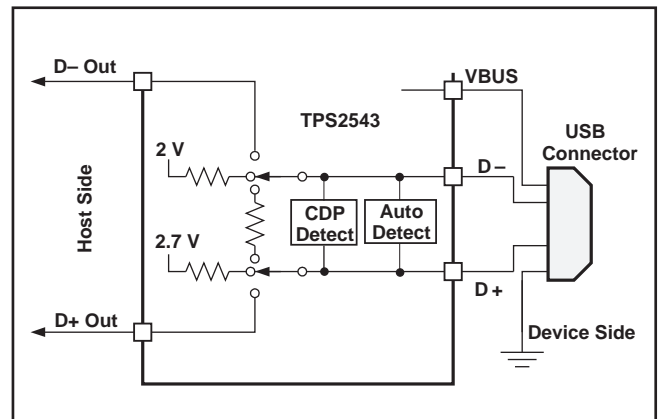 D– Out
VBUS
TPS2543
USB
Connector
2 V
D–
CDP
Detect
Auto
Detect
Host Side
2.7 V
D+
D+ Out
Device Side